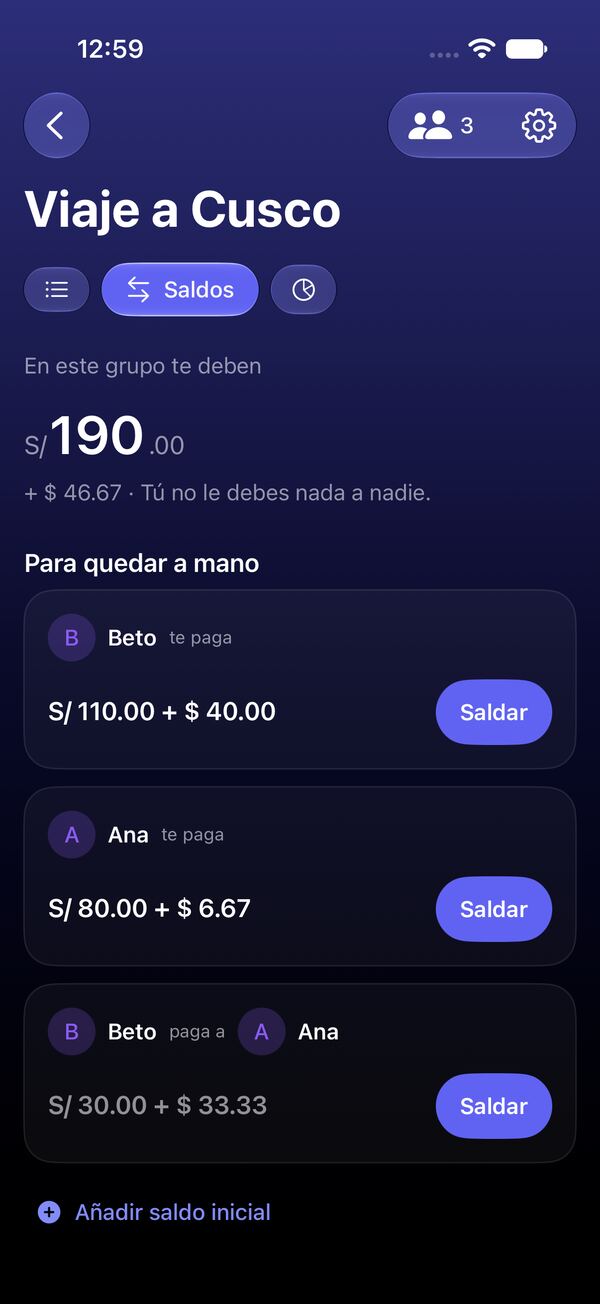 12:59
3
Viaje a Cusco
Saldos
En este grupo te deben
S/190.00
+ $ 46.67 · Tú no le debes nada a nadie.
Para quedar a mano
B Beto te paga
S/ 110.00 + $ 40.00 Saldar
A Ana te paga
S/ 80.00 + $ 6.67 Saldar
B Beto paga a A Ana
S/ 30.00 + $ 33.33 Saldar
Añadir saldo inicial